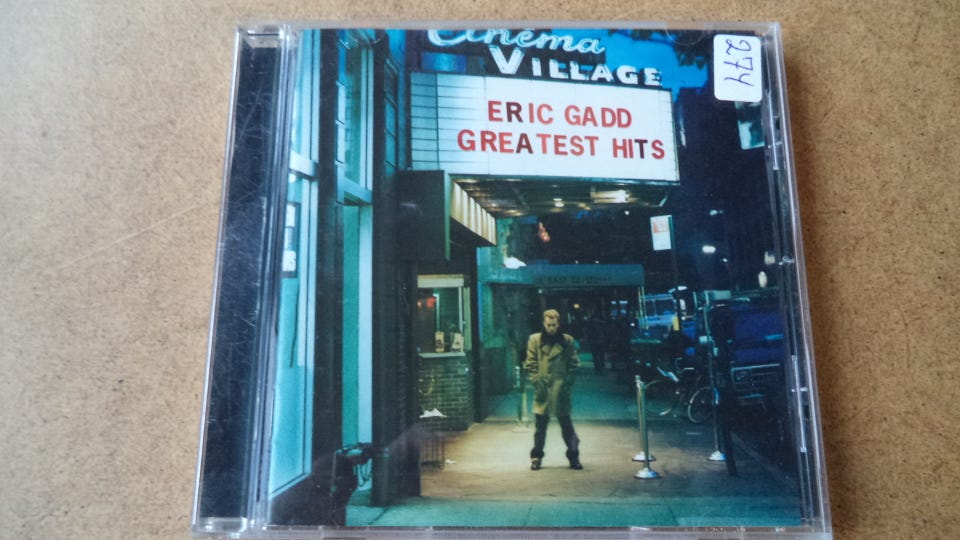 Cinema
VILLAGE
ERIC GADD
GREATEST HITS
274